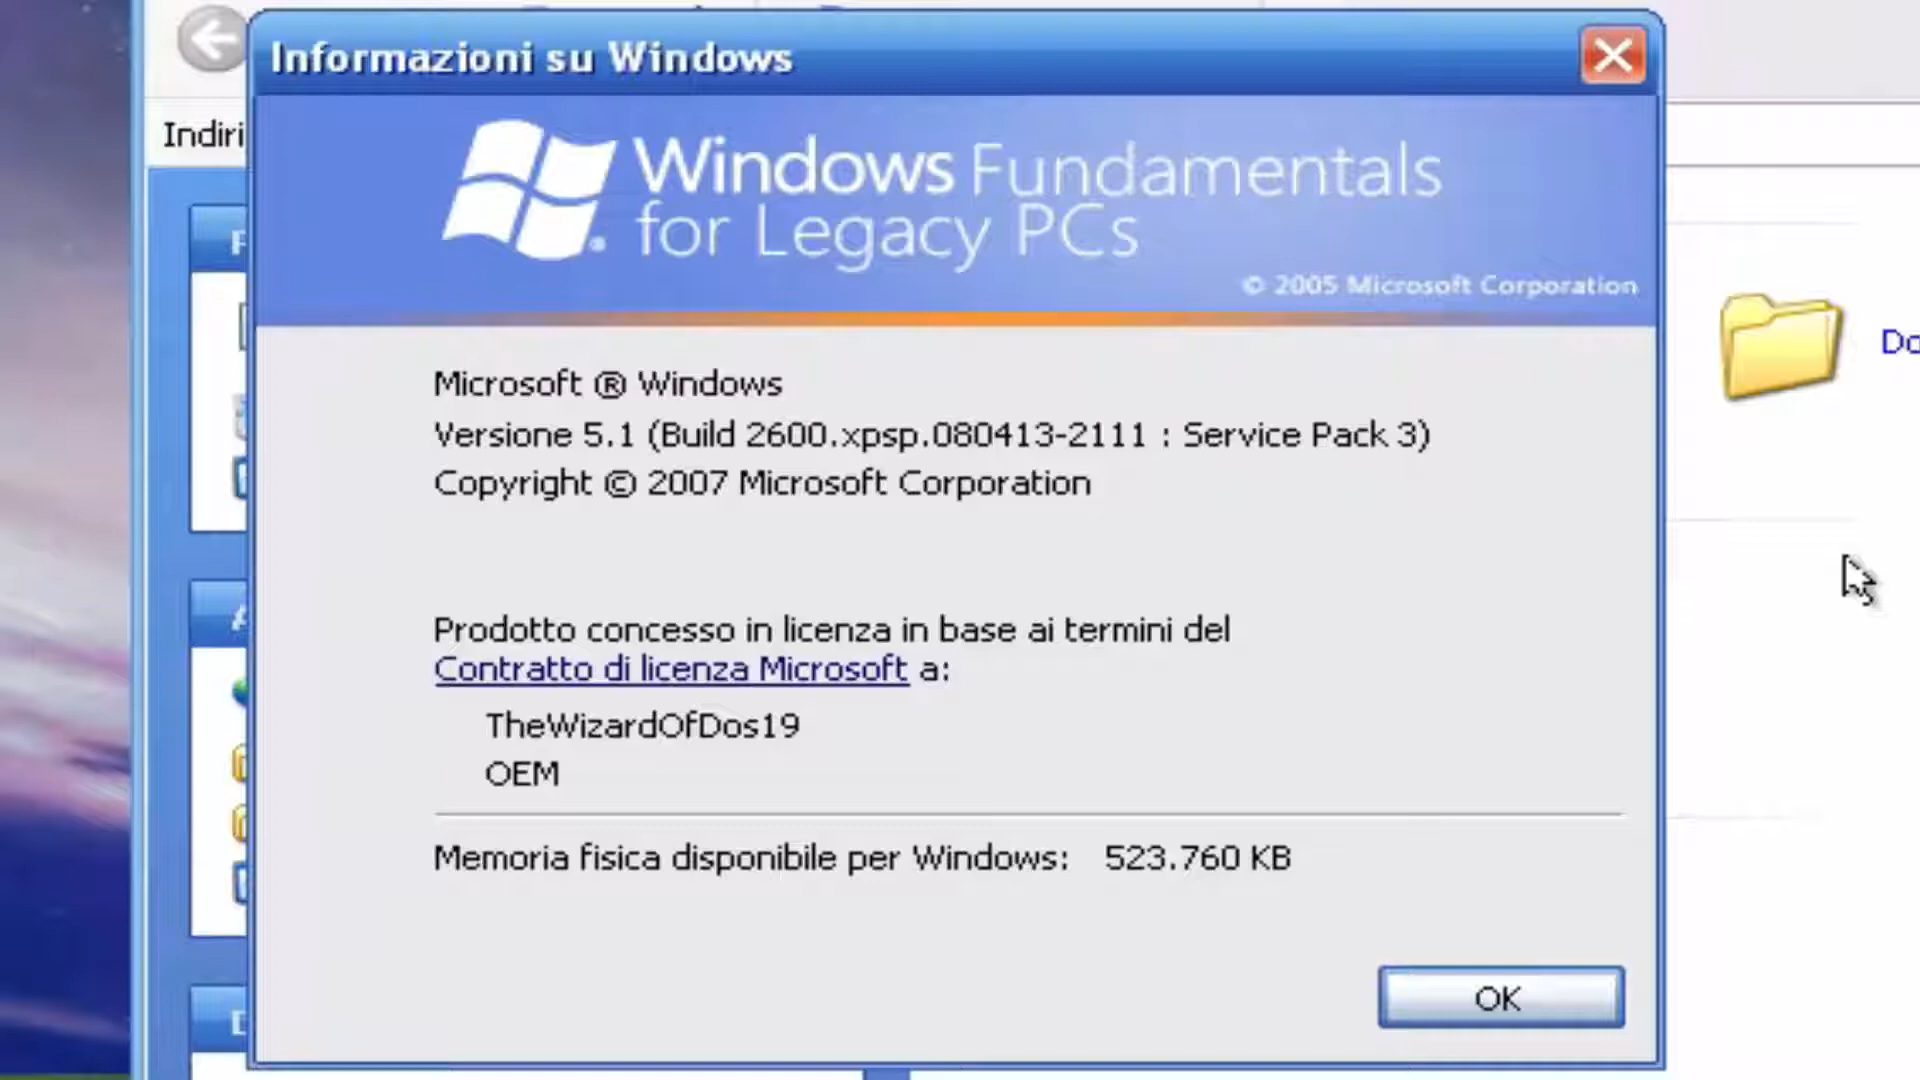 Informazioni su Windows
Indiri
Windows Fundamentals
for Legacy PCs
© 2005 Microsoft Corporation
Do
Microsoft ® Windows
Versione 5.1 (Build 2600.xpsp.080413-2111 : Service Pack 3)
Copyright © 2007 Microsoft Corporation
Prodotto concesso in licenza in base ai termini del
Contratto di licenza Microsoft a:
TheWizardOfDos19
OEM
Memoria fisica disponibile per Windows: 523.760 KB
OK